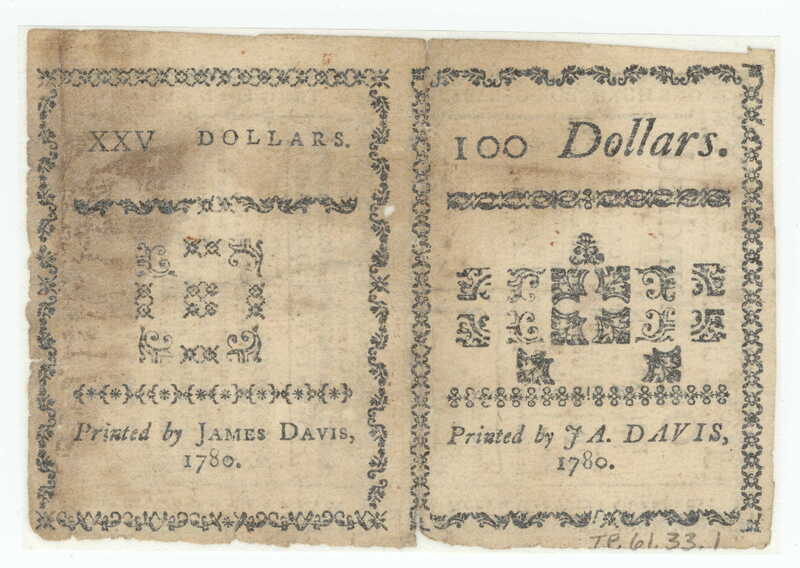 XXV DOLLARS.
Printed by JAMES DAVIS,
1780.
100 Dollars.
Printed by JA. DAVIS,
1780.
TP.61.33.1